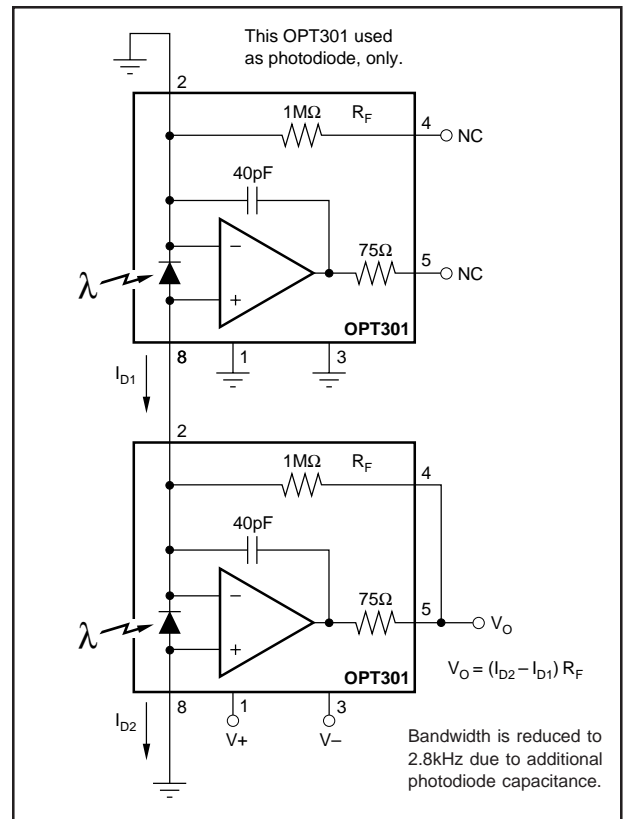 This OPT301 used
as photodiode, only.
2
1MΩ R_F
4
NC
40pF
75Ω
5
NC
λ
−
+
OPT301
8
1
3
I_D1
2
1MΩ R_F
4
40pF
75Ω
5
V_O
λ
−
+
V_O = (I_D2 – I_D1) R_F
OPT301
8
1
3
I_D2
V+
V–
Bandwidth is reduced to
2.8kHz due to additional
photodiode capacitance.